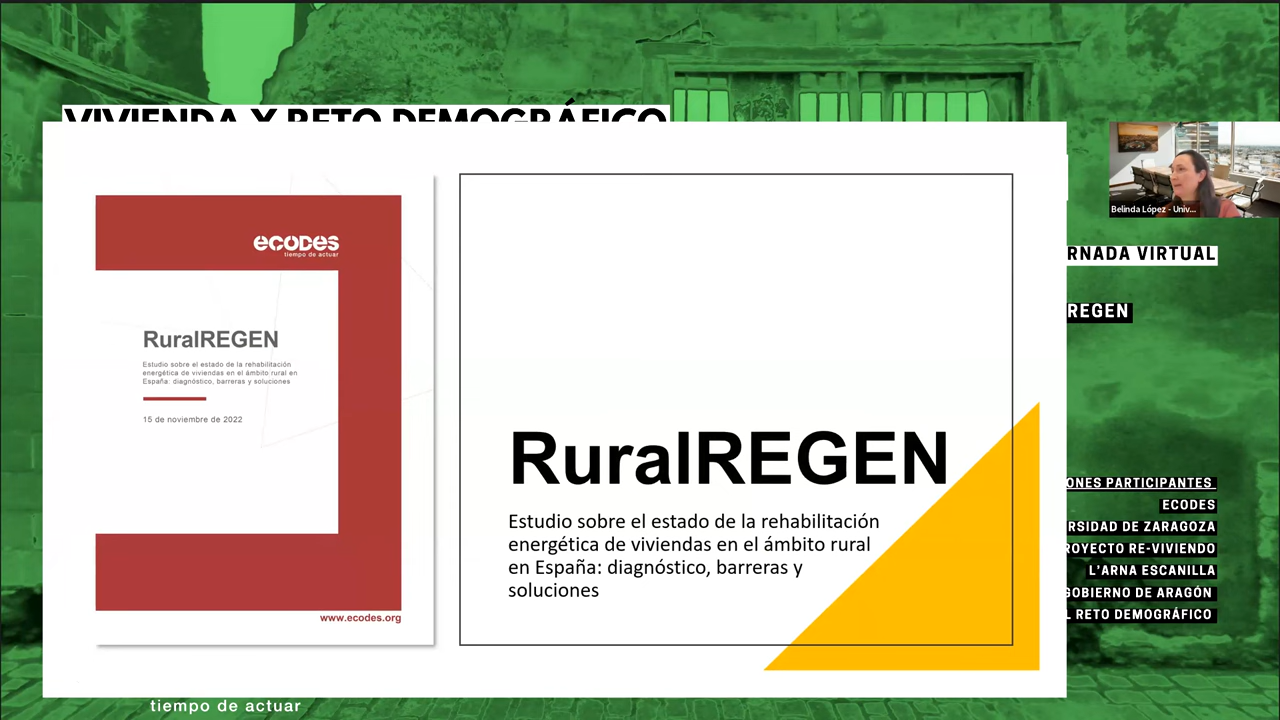 VIVIENDA Y RETO DEMOGRÁFICO
ecodes
tiempo de actuar
RuralREGEN
Estudio sobre el estado de la rehabilitación
energética de viviendas en el ámbito rural en
España: diagnóstico, barreras y soluciones
15 de noviembre de 2022
www.ecodes.org
RuralREGEN
Estudio sobre el estado de la rehabilitación
energética de viviendas en el ámbito rural
en España: diagnóstico, barreras y
soluciones
Belinda López - Univ...
RNADA VIRTUAL
REGEN
ONES PARTICIPANTES
ECODES
RSIDAD DE ZARAGOZA
ROYECTO RE-VIVIENDO
L'ARNA ESCANILLA
GOBIERNO DE ARAGÓN
L RETO DEMOGRÁFICO
tiempo de actuar